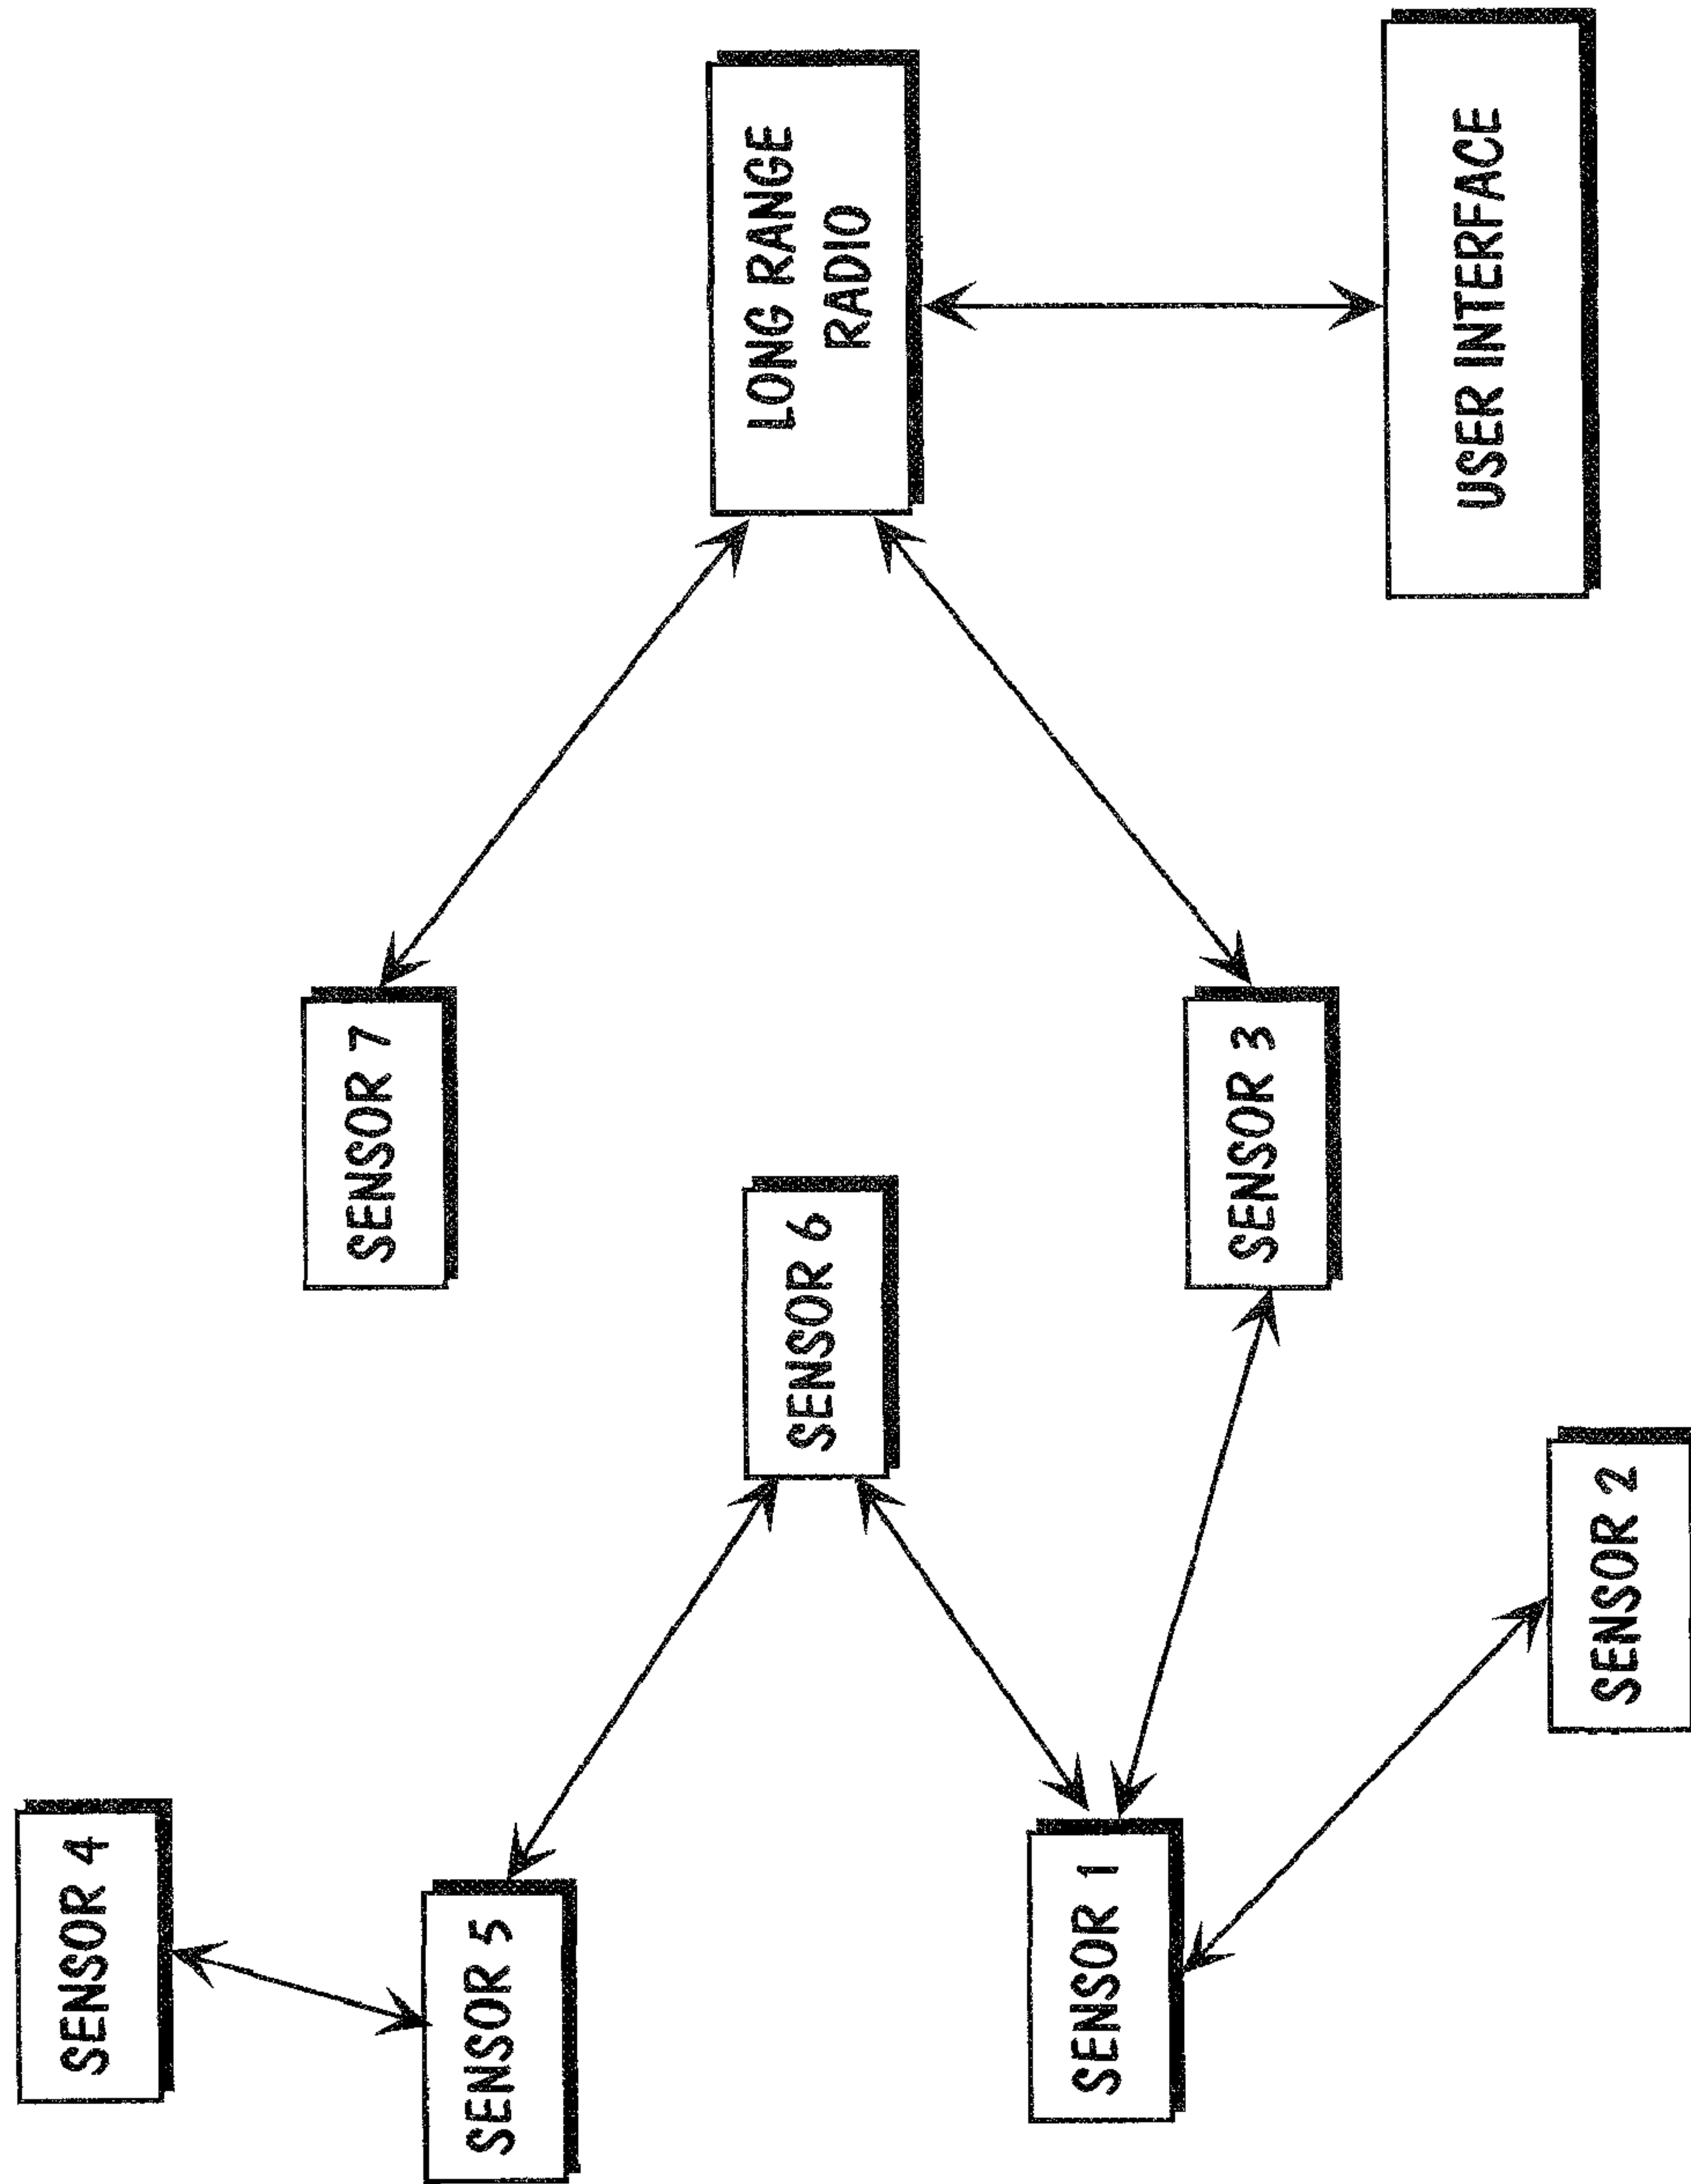 SENSOR 4
SENSOR 5
SENSOR 7
SENSOR 6
LONG RANGE
RADIO
SENSOR 1
SENSOR 3
SENSOR 2
USER INTERFACE